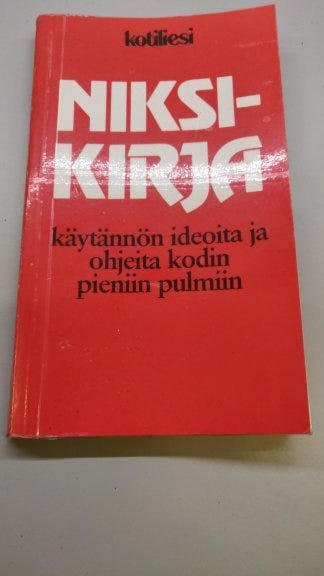 kotiliesi
NIKSI-
KIRJA
käytännön ideoita ja
ohjeita kodin
pieniin pulmiin